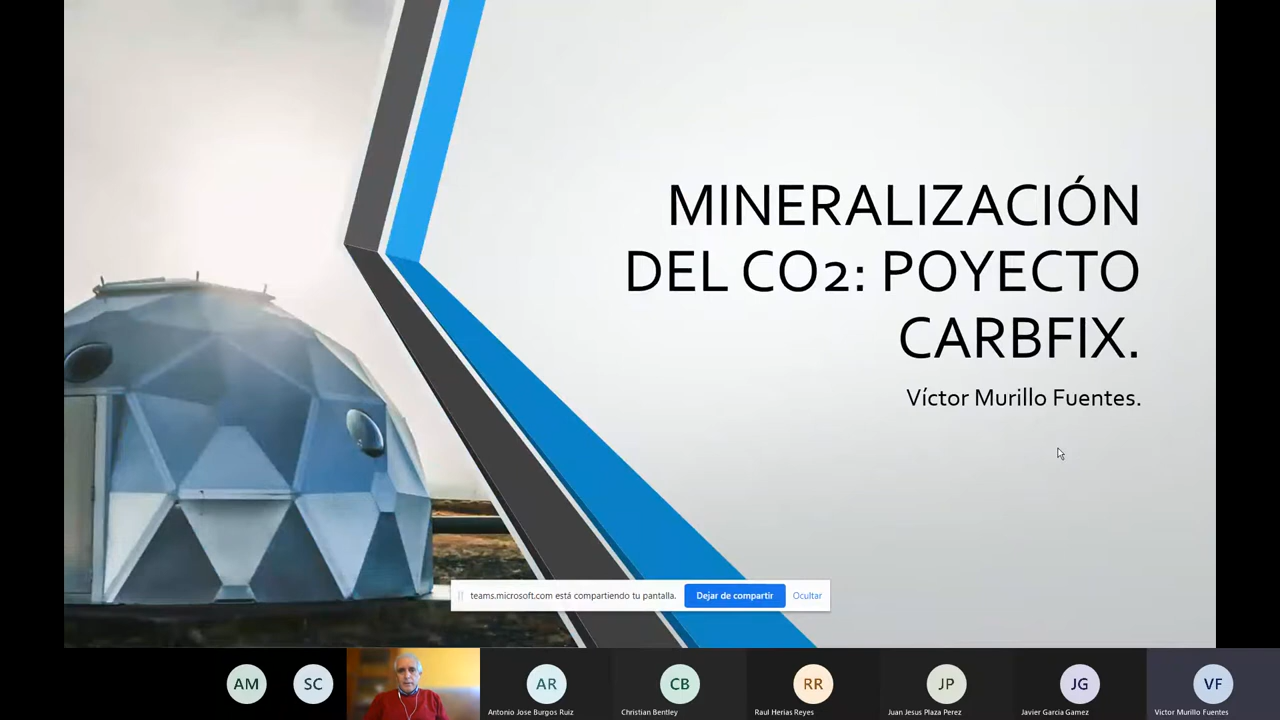 MINERALIZACIÓN
DEL CO2: POYECTO
CARBFIX.
Víctor Murillo Fuentes.
teams.microsoft.com está compartiendo tu pantalla.
Dejar de compartir
Ocultar
AM
SC
AR
CB
RR
JP
JG
VF
Antonio Jose Burgos Ruiz
Christian Bentley
Raul Herias Reyes
Juan Jesus Plaza Perez
Javier Garcia Gamez
Victor Murillo Fuentes